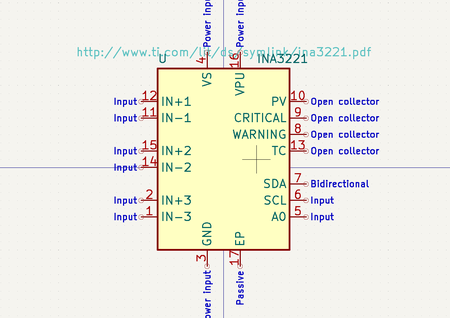 Power input
Power input
http://www.ti.com/lit/ds/symlink/ina3221.pdf
U
4
16
INA3221
VS
VPU
Input 12 IN+1 PV 10 Open collector
Input 11 IN-1 CRITICAL 9 Open collector
WARNING 8 Open collector
Input 15 IN+2 TC 13 Open collector
Input 14 IN-2
SDA 7 Bidirectional
Input 2 IN+3 SCL 6 Input
Input 1 IN-3 A0 5 Input
GND
EP
3
17
Power input
Passive